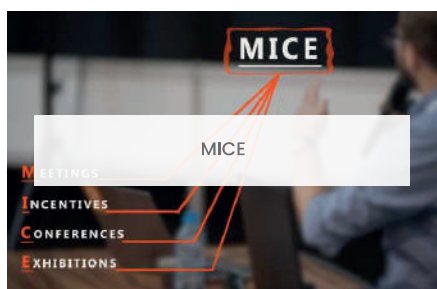 MICE
MICE
MEETINGS
INCENTIVES
CONFERENCES
EXHIBITIONS